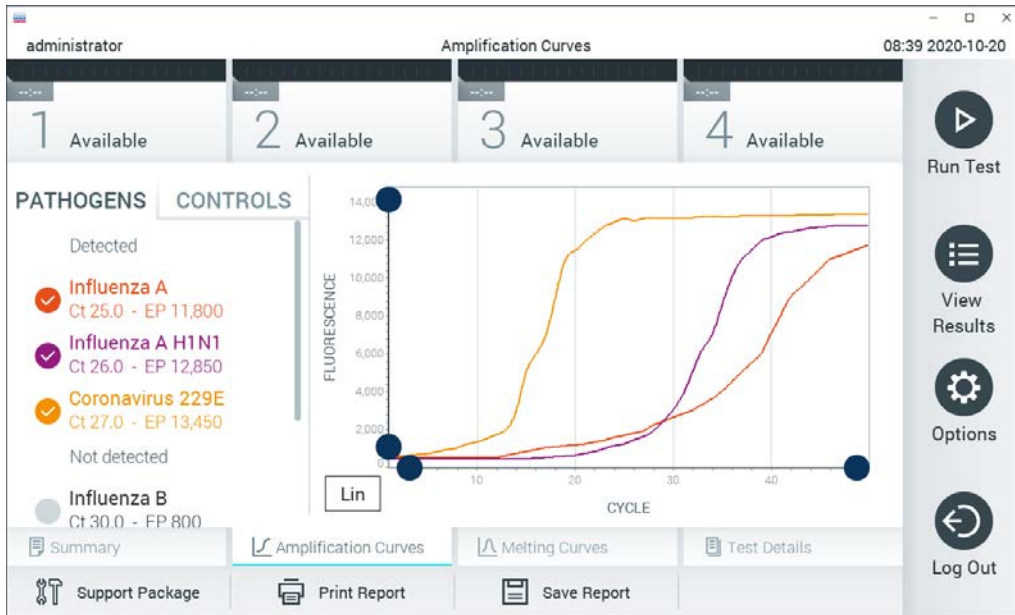 administrator
Amplification Curves
08:39 2020-10-20
--:--
--:--
--:--
--:--
1 Available
2 Available
3 Available
4 Available
Run Test
View
Results
Options
Log Out
PATHOGENS
CONTROLS
Detected
Influenza A
Ct 25.0 - EP 11,800
Influenza A H1N1
Ct 26.0 - EP 12,850
Coronavirus 229E
Ct 27.0 - EP 13,450
Not detected
Influenza B
Ct 30.0 - EP 800
FLUORESCENCE
12,000
10,000
8,000
6,000
4,000
2,000
0
10
20
30
40
CYCLE
Lin
Summary
Amplification Curves
Melting Curves
Test Details
Support Package
Print Report
Save Report